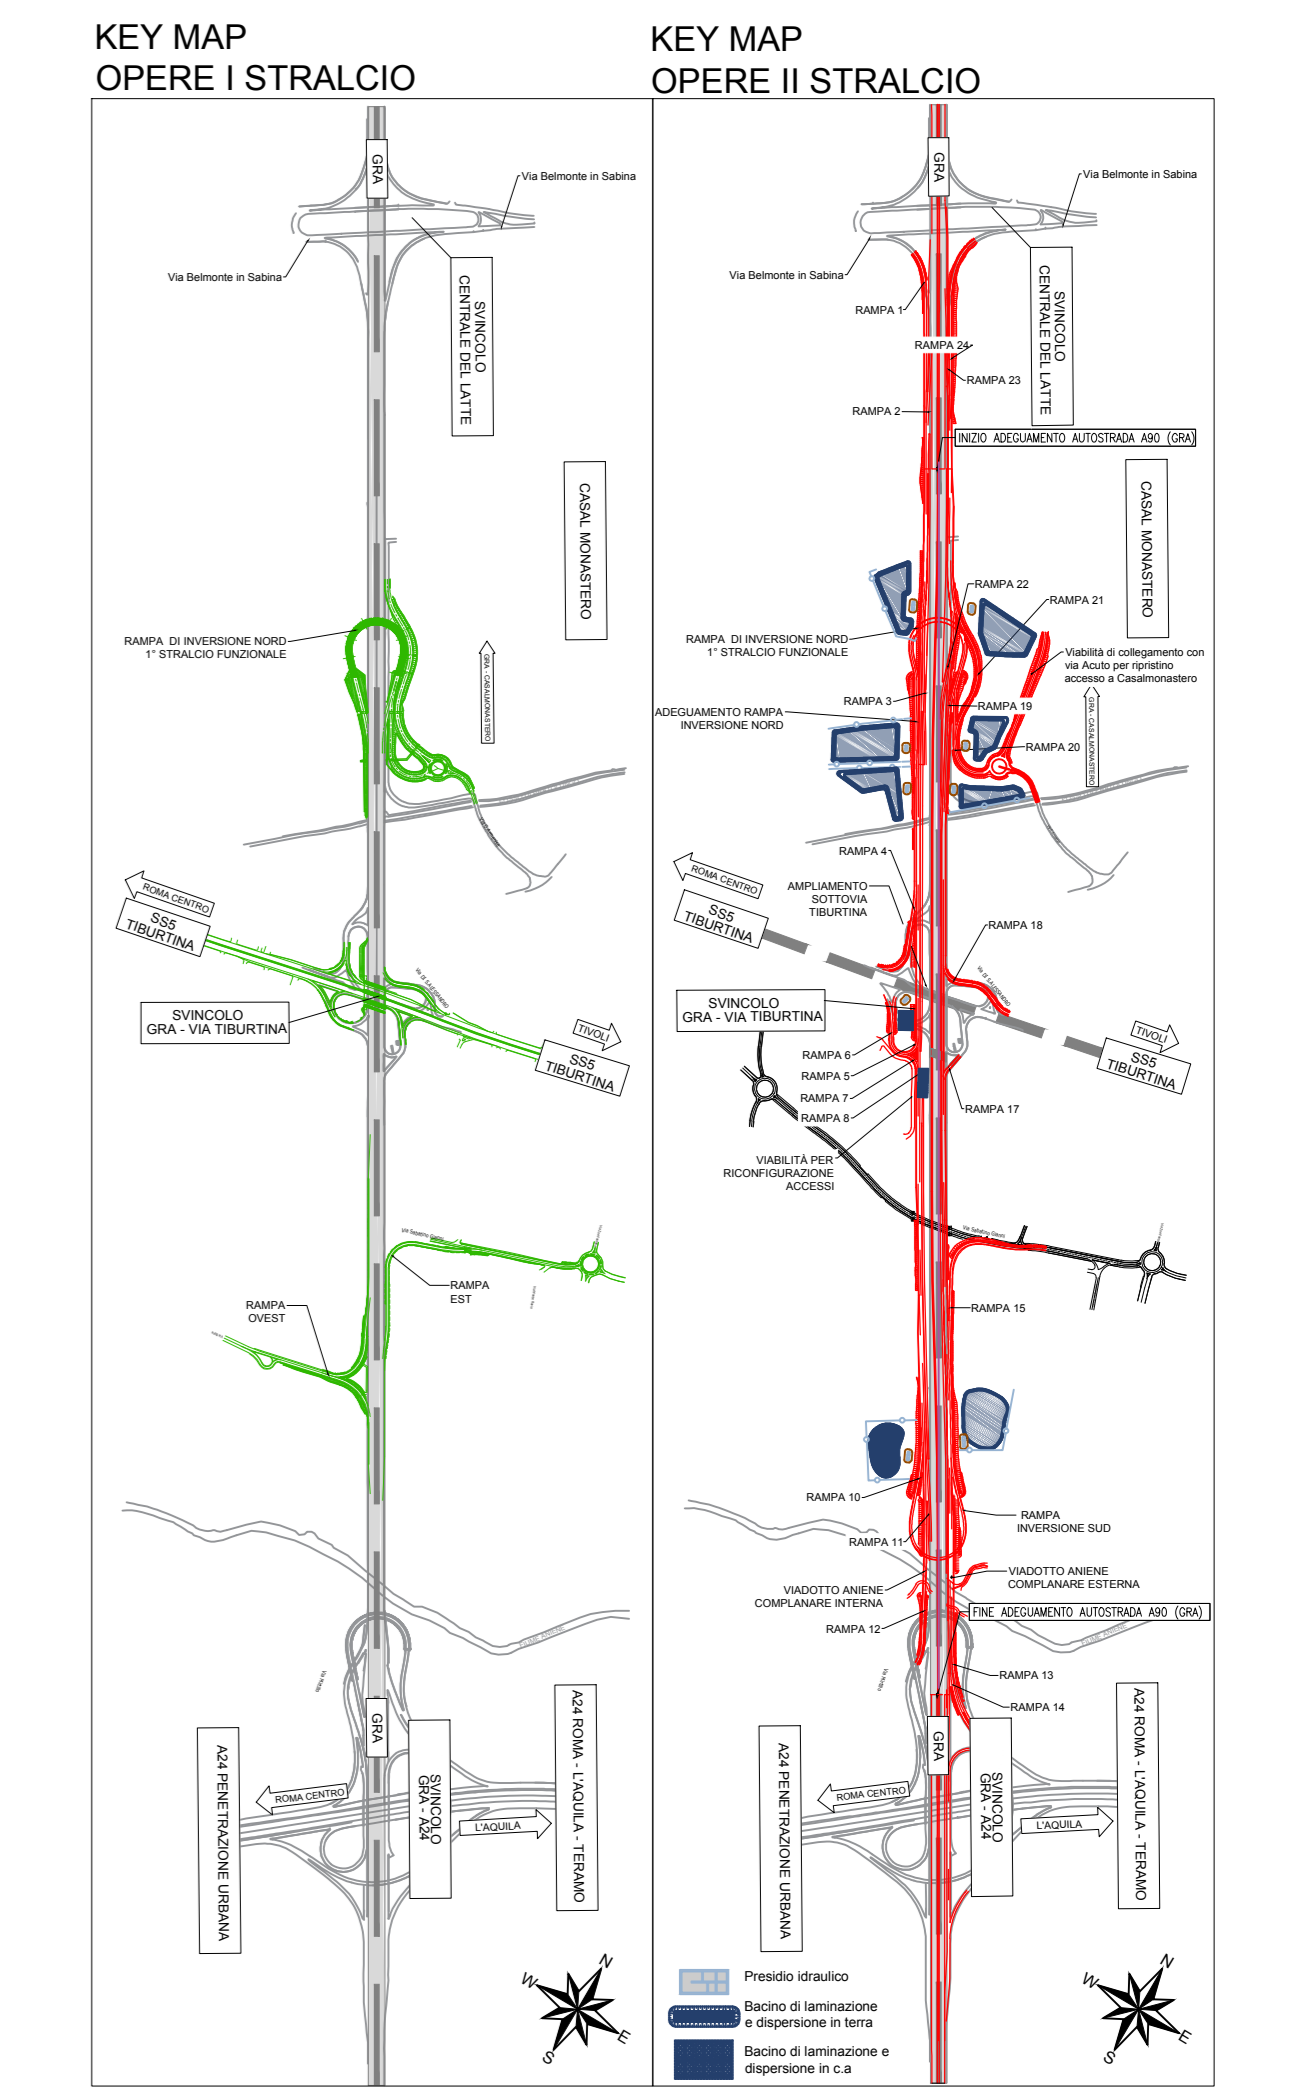 KEY MAP
OPERE I STRALCIO
GRA
Via Belmonte in Sabina
Via Belmonte in Sabina
SVINCOLO
CENTRALE DEL LATTE
CASAL MONASTERO
RAMPA DI INVERSIONE NORD
1° STRALCIO FUNZIONALE
GRA - CASALMONASTERO
ROMA CENTRO
SS5
TIBURTINA
SVINCOLO
GRA - VIA TIBURTINA
TIVOLI
SS5
TIBURTINA
RAMPA
EST
RAMPA
OVEST
FIUME ANIENE
GRA
A24 ROMA - L'AQUILA - TERAMO
A24 PENETRAZIONE URBANA
SVINCOLO
GRA - A24
ROMA CENTRO
L'AQUILA
N
W
E
S
KEY MAP
OPERE II STRALCIO
GRA
Via Belmonte in Sabina
Via Belmonte in Sabina
RAMPA 1
SVINCOLO
CENTRALE DEL LATTE
RAMPA 24
RAMPA 23
RAMPA 2
INIZIO ADEGUAMENTO AUTOSTRADA A90 (GRA)
CASAL MONASTERO
RAMPA 22
RAMPA 21
RAMPA DI INVERSIONE NORD
1° STRALCIO FUNZIONALE
Viabilità di collegamento con
via Acuto per ripristino
accesso a Casalmonastero
GRA - CASALMONASTERO
RAMPA 3
RAMPA 19
ADEGUAMENTO RAMPA
INVERSIONE NORD
RAMPA 20
RAMPA 4
ROMA CENTRO
AMPLIAMENTO
SOTTOVIA
TIBURTINA
SS5
TIBURTINA
RAMPA 18
SVINCOLO
GRA - VIA TIBURTINA
TIVOLI
SS5
TIBURTINA
RAMPA 6
RAMPA 5
RAMPA 7
RAMPA 8
RAMPA 17
VIABILITÀ PER
RICONFIGURAZIONE
ACCESSI
RAMPA 15
RAMPA 10
RAMPA
INVERSIONE SUD
RAMPA 11
VIADOTTO ANIENE
COMPLANARE ESTERNA
VIADOTTO ANIENE
COMPLANARE INTERNA
FINE ADEGUAMENTO AUTOSTRADA A90 (GRA)
RAMPA 12
FIUME ANIENE
RAMPA 13
RAMPA 14
GRA
A24 ROMA - L'AQUILA - TERAMO
A24 PENETRAZIONE URBANA
SVINCOLO
GRA - A24
ROMA CENTRO
L'AQUILA
Presidio idraulico
Bacino di laminazione
e dispersione in terra
Bacino di laminazione e
dispersione in c.a
N
W
E
S